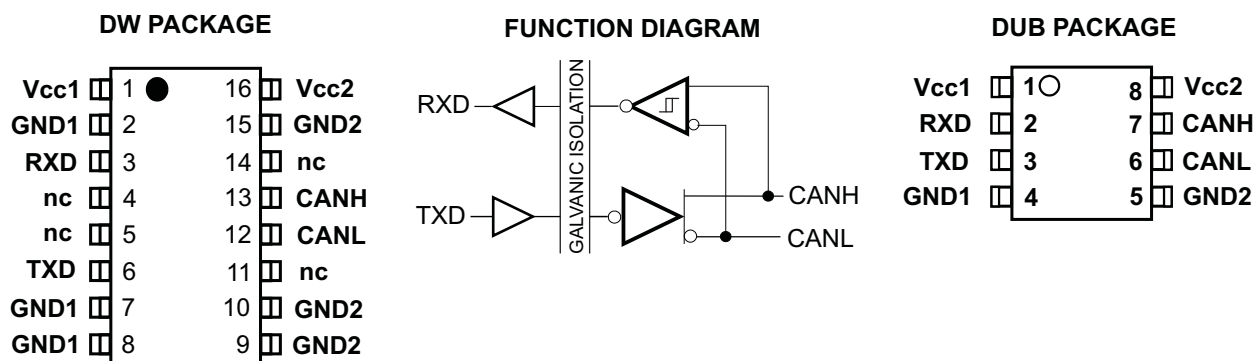 DW PACKAGE
Vcc1 1 16 Vcc2
GND1 2 15 GND2
RXD 3 14 nc
nc 4 13 CANH
nc 5 12 CANL
TXD 6 11 nc
GND1 7 10 GND2
GND1 8 9 GND2
FUNCTION DIAGRAM
RXD
GALVANIC ISOLATION
TXD
CANH
CANL
DUB PACKAGE
Vcc1 1 8 Vcc2
RXD 2 7 CANH
TXD 3 6 CANL
GND1 4 5 GND2